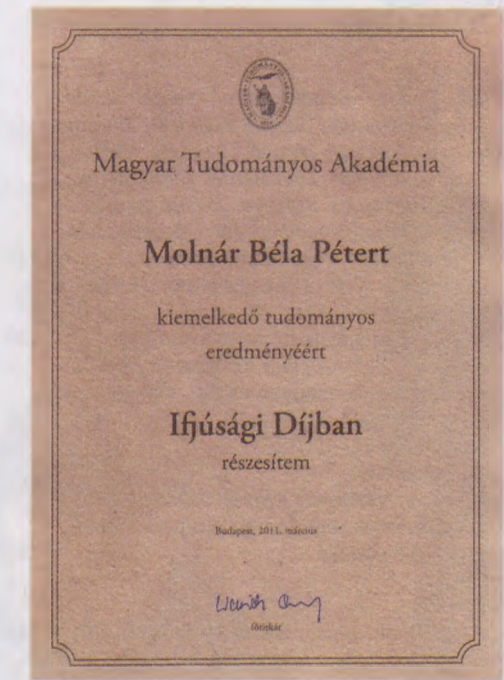 Magyar Tudományos Akadémia
Molnár Béla Pétert
kiemelkedő tudományos
eredményéért
Ifjúsági Díjban
részesítem
Budapest, 2011. március
főtitkár